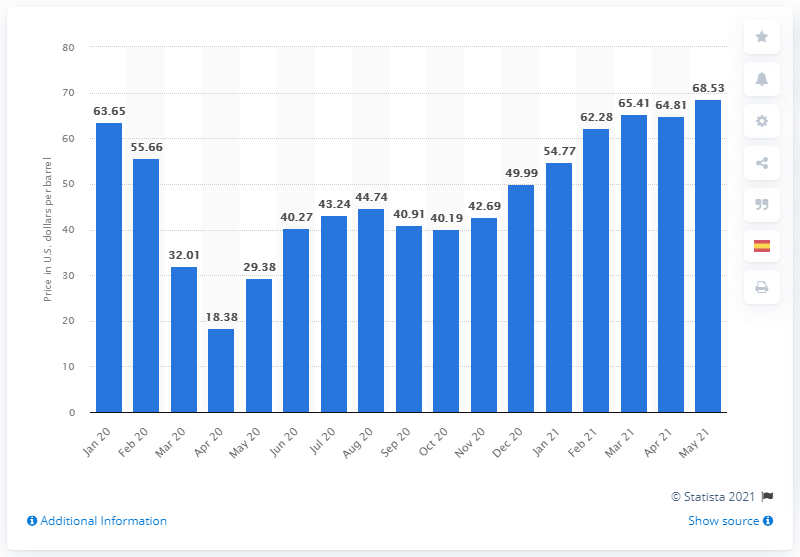 80
70
60
50
40
30
20
10
0
Price in U.S. dollars per barrel
63.65
55.66
32.01
18.38
29.38
40.27
43.24
44.74
40.91
40.19
42.69
49.99
54.77
62.28
65.41
64.81
68.53
Jan 20
Feb 20
Mar 20
Apr 20
May 20
Jun 20
Jul 20
Aug 20
Sep 20
Oct 20
Nov 20
Dec 20
Jan 21
Feb 21
Mar 21
Apr 21
May 21
© Statista 2021
Additional Information
Show source